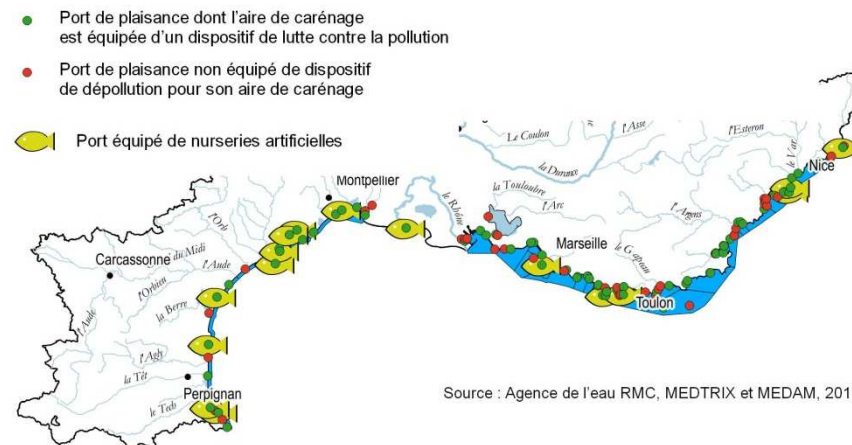 Port de plaisance dont l'aire de carénage
est équipée d'un dispositif de lutte contre la pollution
Port de plaisance non équipé de dispositif
de dépollution pour son aire de carénage
Port équipé de nurseries artificielles
Le Coulon
l'Asse
l'Esteron
le Var
la Durance
Nice
Montpellier
la Touloubre
le Rhône
l'Arc
l'Argens
l'Orb
Marseille
le Gapeau
Carcassonne
du Midi
l'Aude
l'Orbieu
Toulon
la Berre
l'Aude
l'Agly
la Têt
Perpignan
le Tech
Source : Agence de l'eau RMC, MEDTRIX et MEDAM, 201